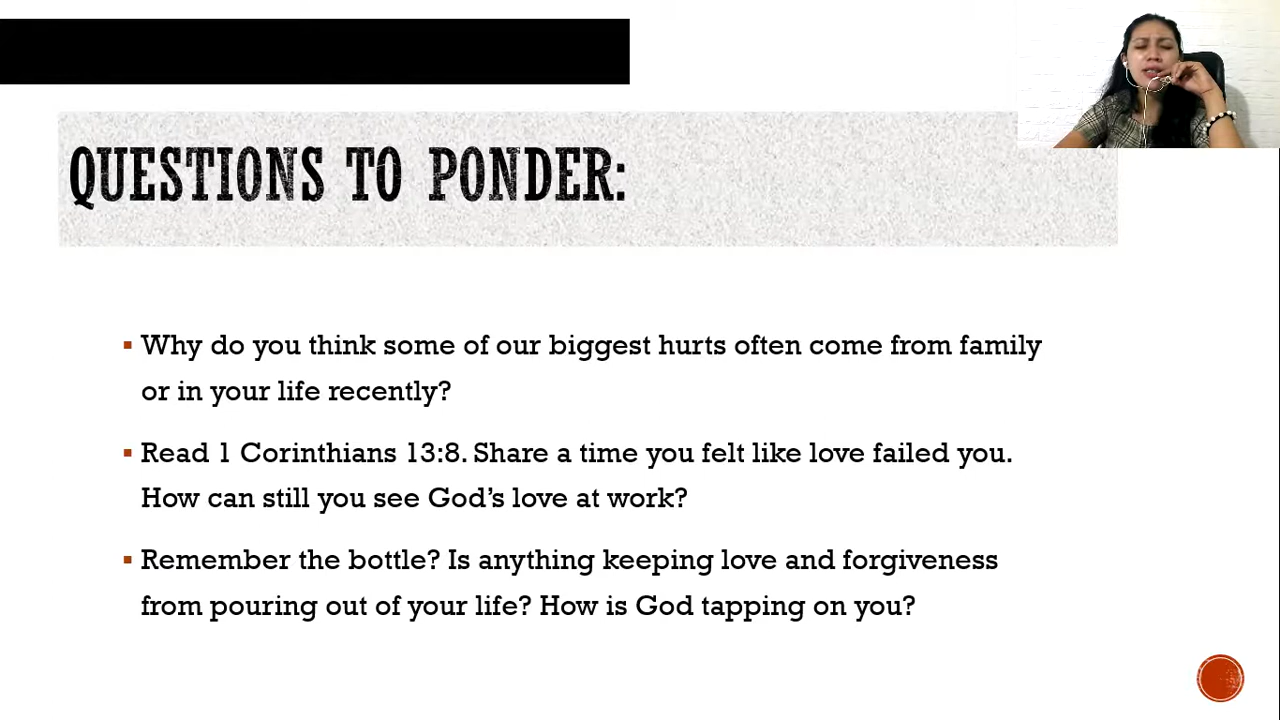 QUESTIONS TO PONDER:
Why do you think some of our biggest hurts often come from family
or in your life recently?
Read 1 Corinthians 13:8. Share a time you felt like love failed you.
How can still you see God's love at work?
Remember the bottle? Is anything keeping love and forgiveness
from pouring out of your life? How is God tapping on you?